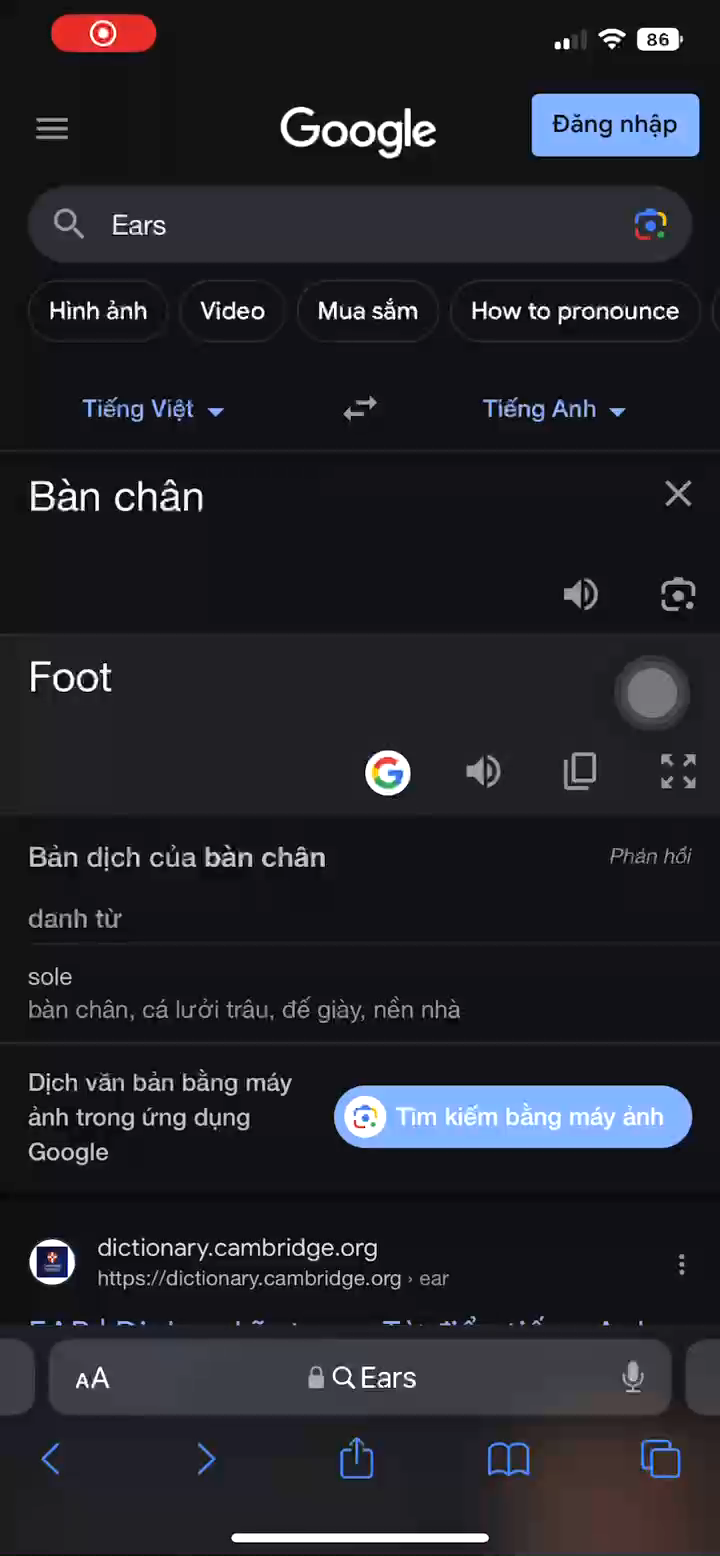 86
Google
Đăng nhập
Ears
Hình ảnh
Video
Mua sắm
How to pronounce
Tiếng Việt
Tiếng Anh
Bàn chân
Foot
Bản dịch của bàn chân
Phản hồi
danh từ
sole
bàn chân, cá lưỡi trâu, đế giày, nền nhà
Dịch văn bản bằng máy
ảnh trong ứng dụng
Google
Tìm kiếm bằng máy ảnh
dictionary.cambridge.org
https://dictionary.cambridge.org › ear
AA
Ears